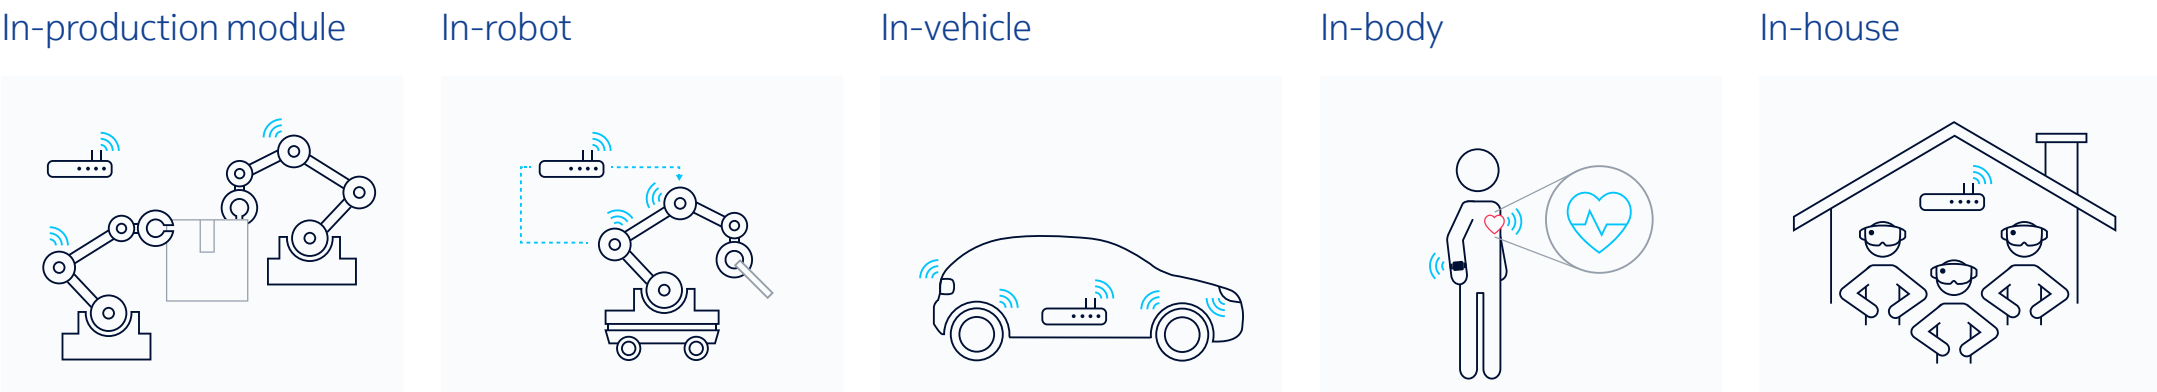 In-production module
In-robot
In-vehicle
In-body
In-house